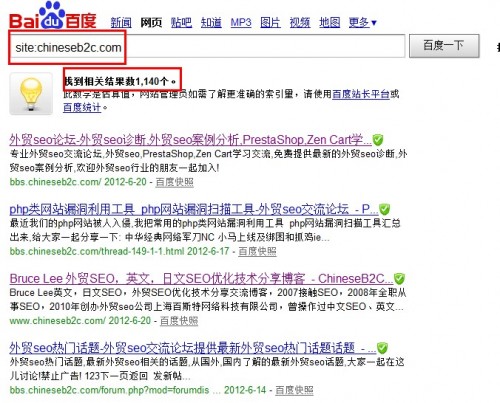 Bai du 百度
新闻 网页 贴吧 知道 MP3 图片 视频 地图 更多▼
site:chineseb2c.com
百度一下
找到相关结果数1,140个。
此数字是估算值，网站管理员如需了解更准确的索引量，请使用百度站长平台或
百度统计。
外贸seo论坛-外贸seo诊断,外贸seo案例分析,PrestaShop,Zen Cart学...
专业外贸seo交流论坛,外贸seo,PrestaShop,Zen Cart学习交流,免费提供最新的外贸seo诊断,外
贸seo案例分析,欢迎外贸seo行业的朋友一起加入!
bbs.chineseb2c.com/ 2012-6-20 - 百度快照
php类网站漏洞利用工具 php网站漏洞扫描工具-外贸seo交流论坛 - P...
最近我们的php网站被人入侵,我把常用的php类网站漏洞利用工具 php网站漏洞扫描工具汇总
出来,给大家一起分享一下: 中华经典网络军刀NC 小马上线及绑图和抓鸡ie...
bbs.chineseb2c.com/thread-149-1-1.html 2012-6-17 - 百度快照
Bruce Lee 外贸SEO，英文，日文SEO优化技术分享博客 - ChineseB2C...
Bruce Lee英文，日文SEO，外贸SEO优化技术分享交流博客，2007接触SEO，2008年全职从
事SEO，2010年创办外贸seo公司上海百斯特网络科技有限公司，曾操作过中文SEO、英文...
www.chineseb2c.com/ 2012-6-20 - 百度快照
外贸seo热门话题-外贸seo交流论坛提供最新外贸SEO热门话题 - ...
外贸seo热门话题,最新外贸seo相关的话题,从国外,国内了解的最新外贸seo话题,大家一起在这
儿讨论!禁止广告! 123下一页返回 发新帖...
bbs.chineseb2c.com/forum.php?mod=forumdis ... 2012-6-14 - 百度快照